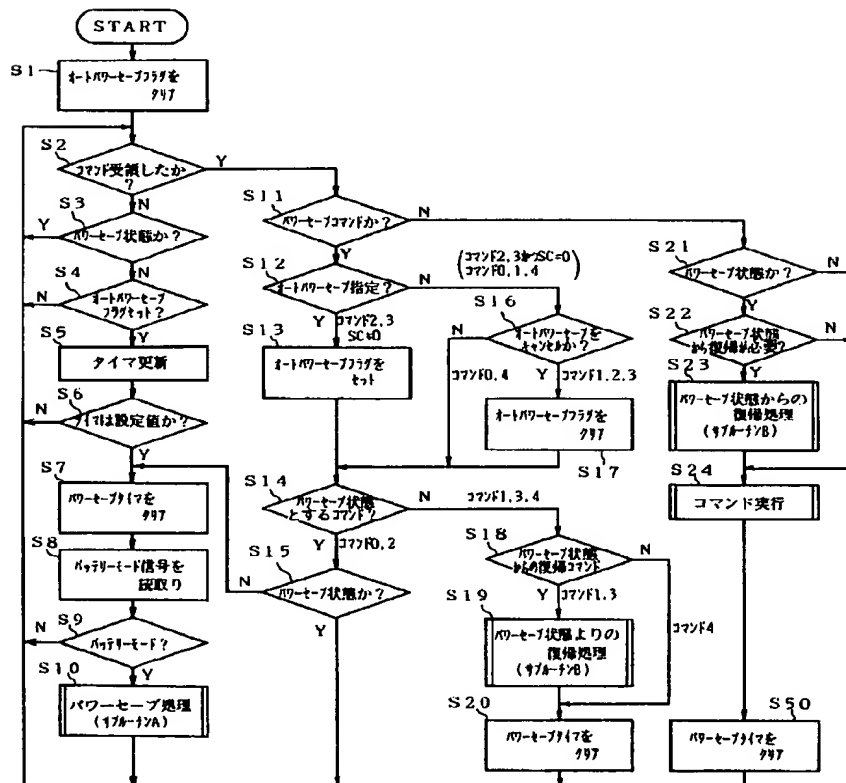 START
S1
オートパワーセーブフラグを
クリア
S2
コマンド受領したか
?
Y
N
S3
Y
パワーセーブ状態か?
N
S4
N
オートパワーセーブ
フラグセット?
Y
S5
タイマ更新
S6
N
タイマは設定値か?
Y
S7
パワーセーブタイマを
クリア
S8
バッテリーモード信号を
読取り
S9
N
バッテリーモード?
Y
S10
パワーセーブ処理
(サブルーチンA)
S11
パワーセーブコマンドか?
N
Y
S12
オートパワーセーブ指定?
N
(コマンド2,3かつSC=0
コマンド0,1,4)
Y
コマンド2,3
S13
オートパワーセーブフラグを
セット
S16
N
オートパワーセーブを
キャンセルか?
コマンド0,4
Y
コマンド1,2,3
オートパワーセーブフラグを
クリア
S17
S14
パワーセーブ状態
とするコマンド?
N
コマンド1,3,4
Y
コマンド0,2
S15
N
パワーセーブ状態か?
Y
S18
パワーセーブ状態
からの復帰コマンド
N
Y
コマンド1,3
コマンド4
S19
パワーセーブ状態よりの
復帰処理
(サブルーチンB)
S20
パワーセーブタイマを
クリア
S21
パワーセーブ状態か?
N
Y
S22
パワーセーブ状態
から復帰が必要?
N
S23
Y
パワーセーブ状態からの
復帰処理
(サブルーチンB)
S24
コマンド実行
S50
パワーセーブタイマを
クリア